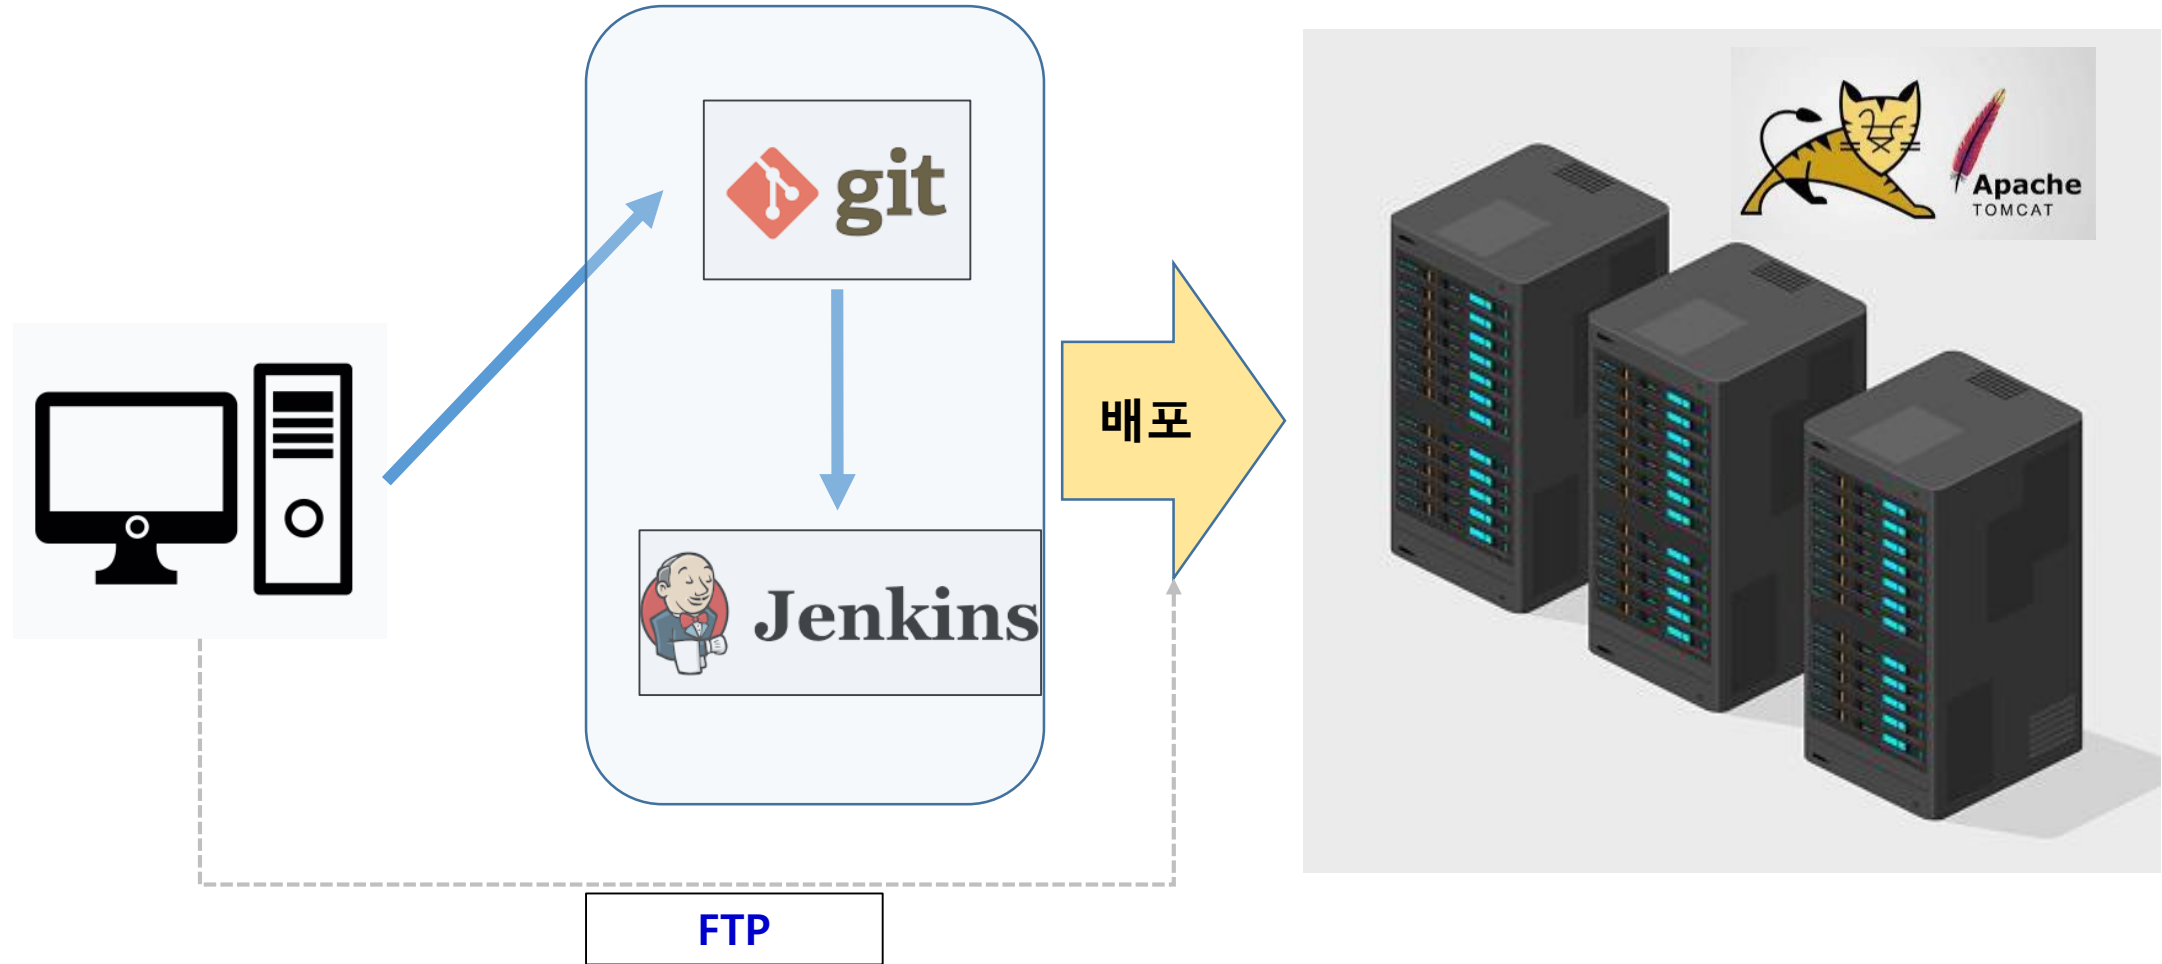 git
Apache
TOMCAT
배포
Jenkins
FTP